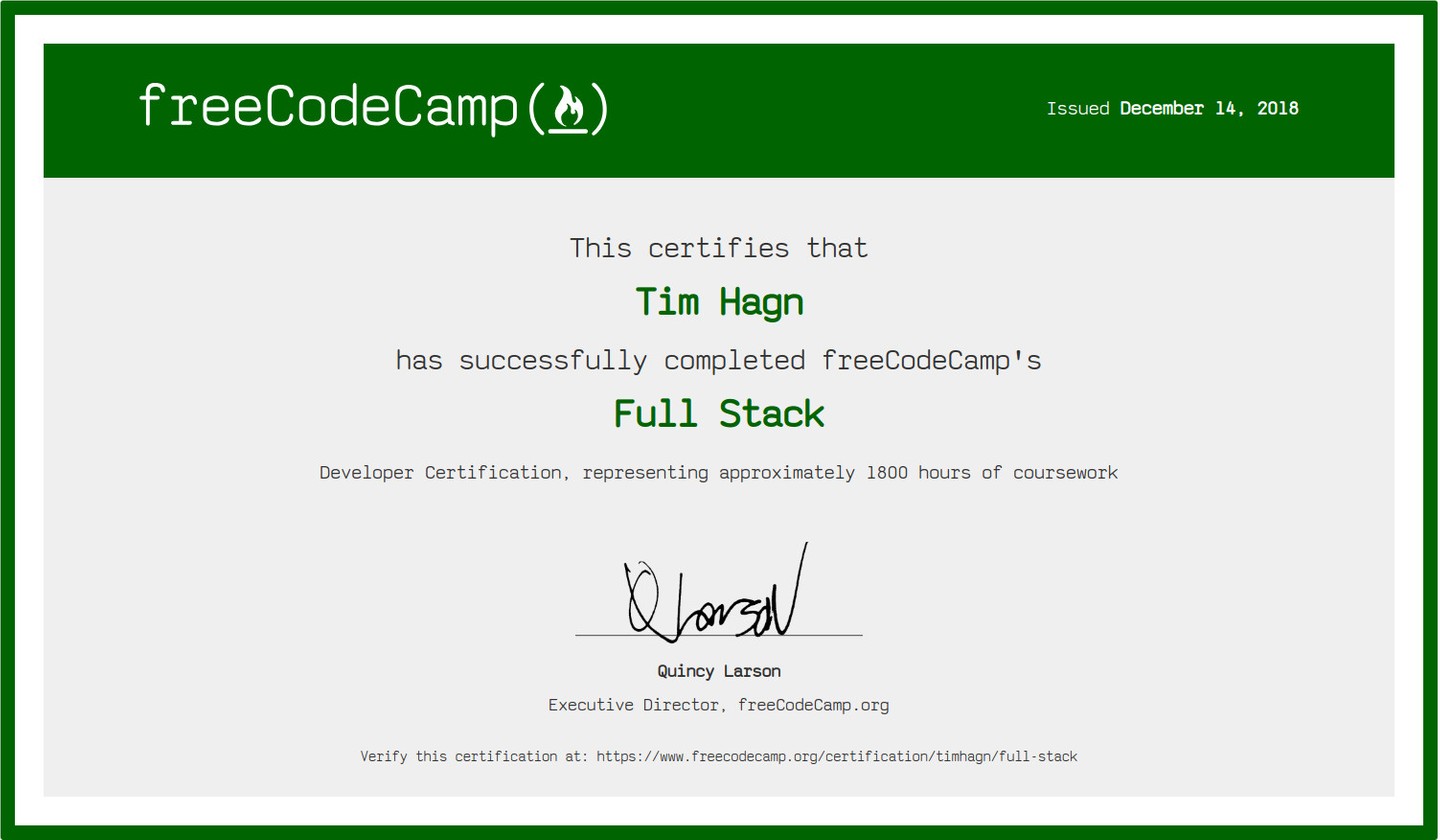 freeCodeCamp(🔥)
Issued December 14, 2018
This certifies that
Tim Hagn
has successfully completed freeCodeCamp's
Full Stack
Developer Certification, representing approximately 1800 hours of coursework
Q Larson
Quincy Larson
Executive Director, freeCodeCamp.org
Verify this certification at: https://www.freecodecamp.org/certification/timhagn/full-stack